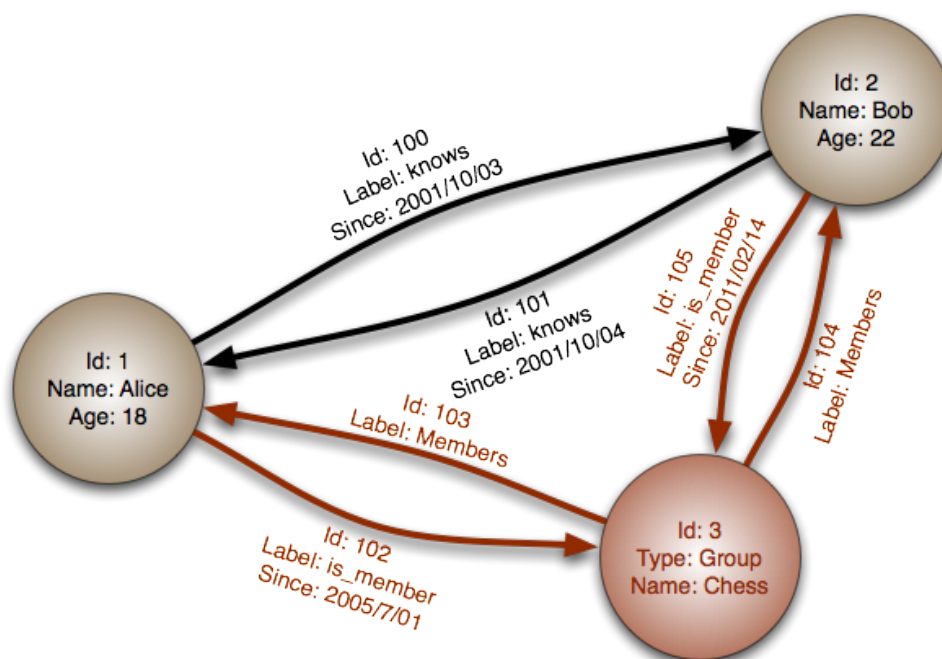 Id: 2
Name: Bob
Age: 22
Id: 100
Label: knows
Since: 2001/10/03
Id: 101
Label: knows
Since: 2001/10/04
Id: 105
Label: is_member
Since: 2011/02/14
Id: 104
Label: Members
Id: 1
Name: Alice
Age: 18
Id: 103
Label: Members
Id: 102
Label: is_member
Since: 2005/7/01
Id: 3
Type: Group
Name: Chess